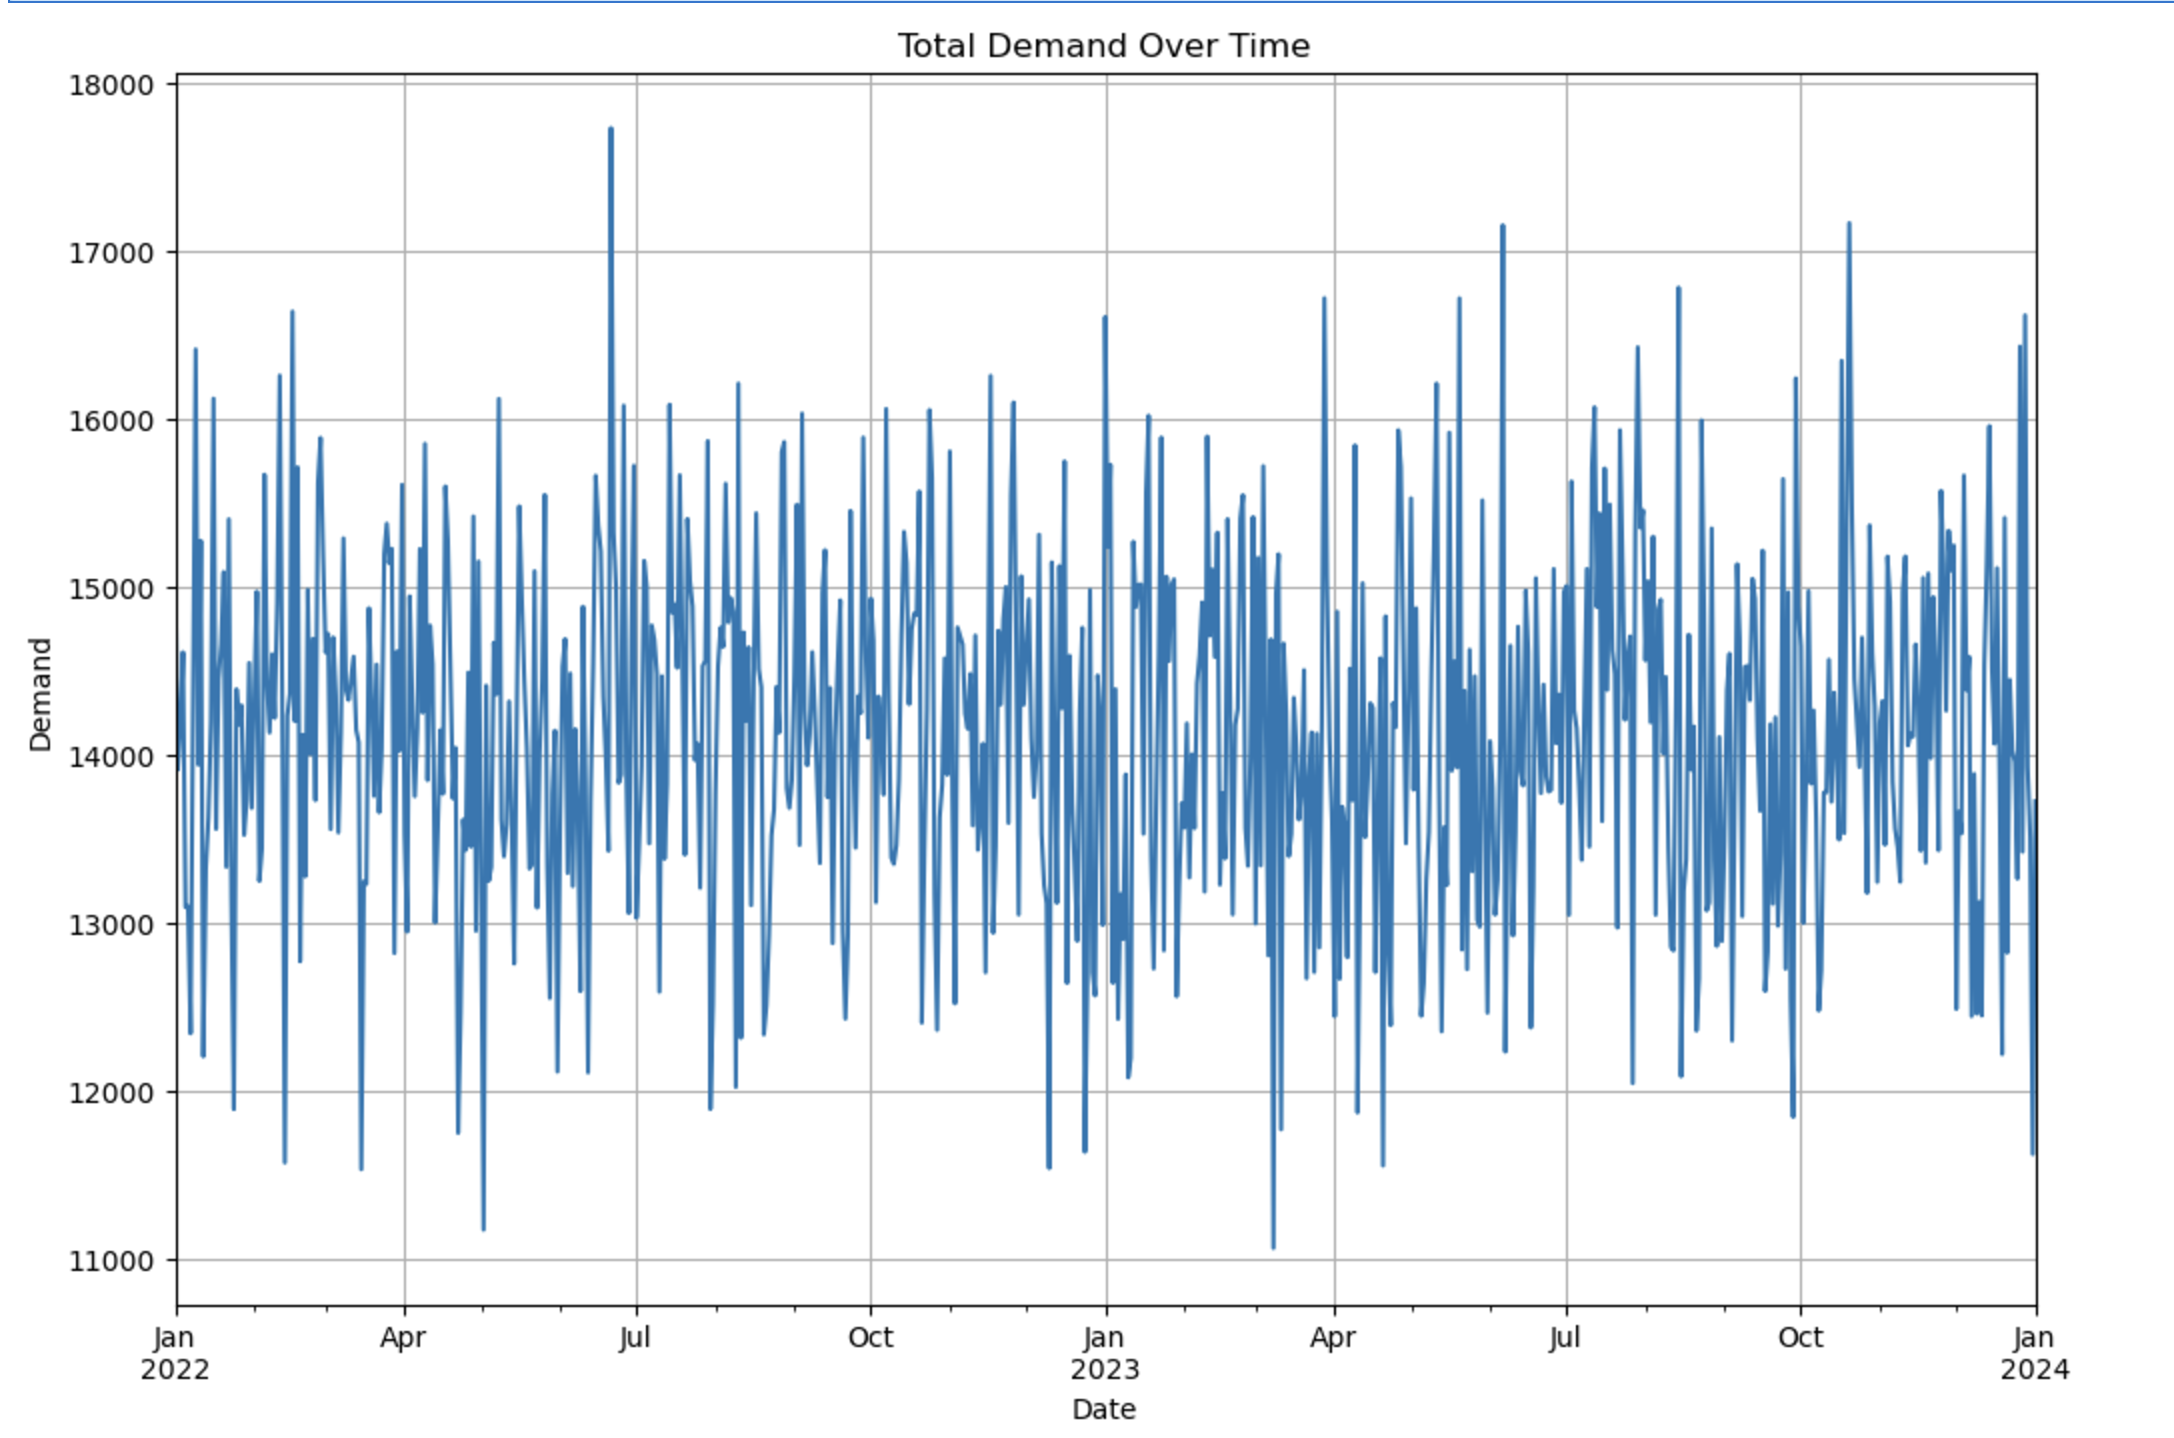 Total Demand Over Time
18000
17000
16000
15000
14000
13000
12000
11000
Demand
Jan Apr Jul Oct Jan Apr Jul Oct Jan
2022 2023 2024
Date